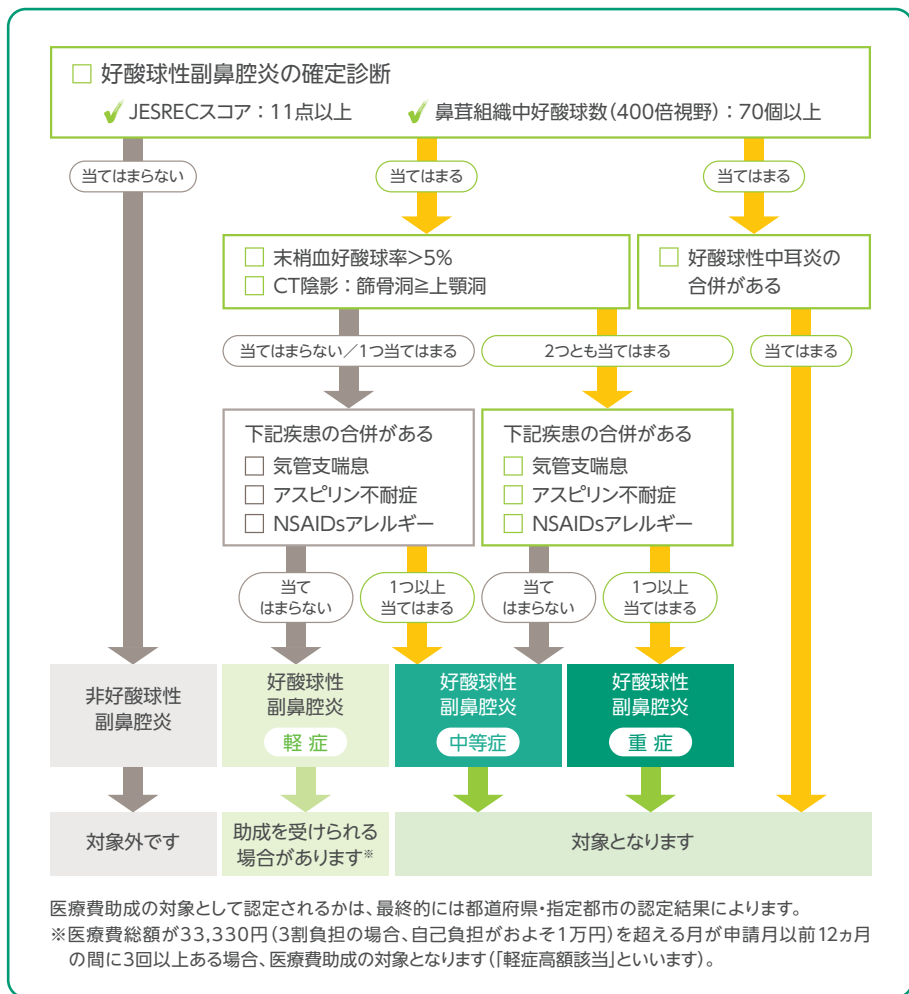 □ 好酸球性副鼻腔炎の確定診断
✓ JESRECスコア：11点以上 ✓ 鼻茸組織中好酸球数（400倍視野）：70個以上
当てはまらない 当てはまる 当てはまる
□ 末梢血好酸球率>5%
□ CT陰影：篩骨洞≧上顎洞
□ 好酸球性中耳炎の
合併がある
当てはまらない／1つ当てはまる 2つとも当てはまる 当てはまる
下記疾患の合併がある
□ 気管支喘息
□ アスピリン不耐症
□ NSAIDsアレルギー
下記疾患の合併がある
□ 気管支喘息
□ アスピリン不耐症
□ NSAIDsアレルギー
当て
はまらない
1つ以上
当てはまる
当て
はまらない
1つ以上
当てはまる
非好酸球性
副鼻腔炎
好酸球性
副鼻腔炎
軽 症
好酸球性
副鼻腔炎
中等症
好酸球性
副鼻腔炎
重 症
対象外です
助成を受けられる
場合があります※
対象となります
医療費助成の対象として認定されるかは、最終的には都道府県・指定都市の認定結果によります。
※医療費総額が33,330円（3割負担の場合、自己負担がおよそ1万円）を超える月が申請月以前12ヵ月
の間に3回以上ある場合、医療費助成の対象となります（「軽症高額該当」といいます）。